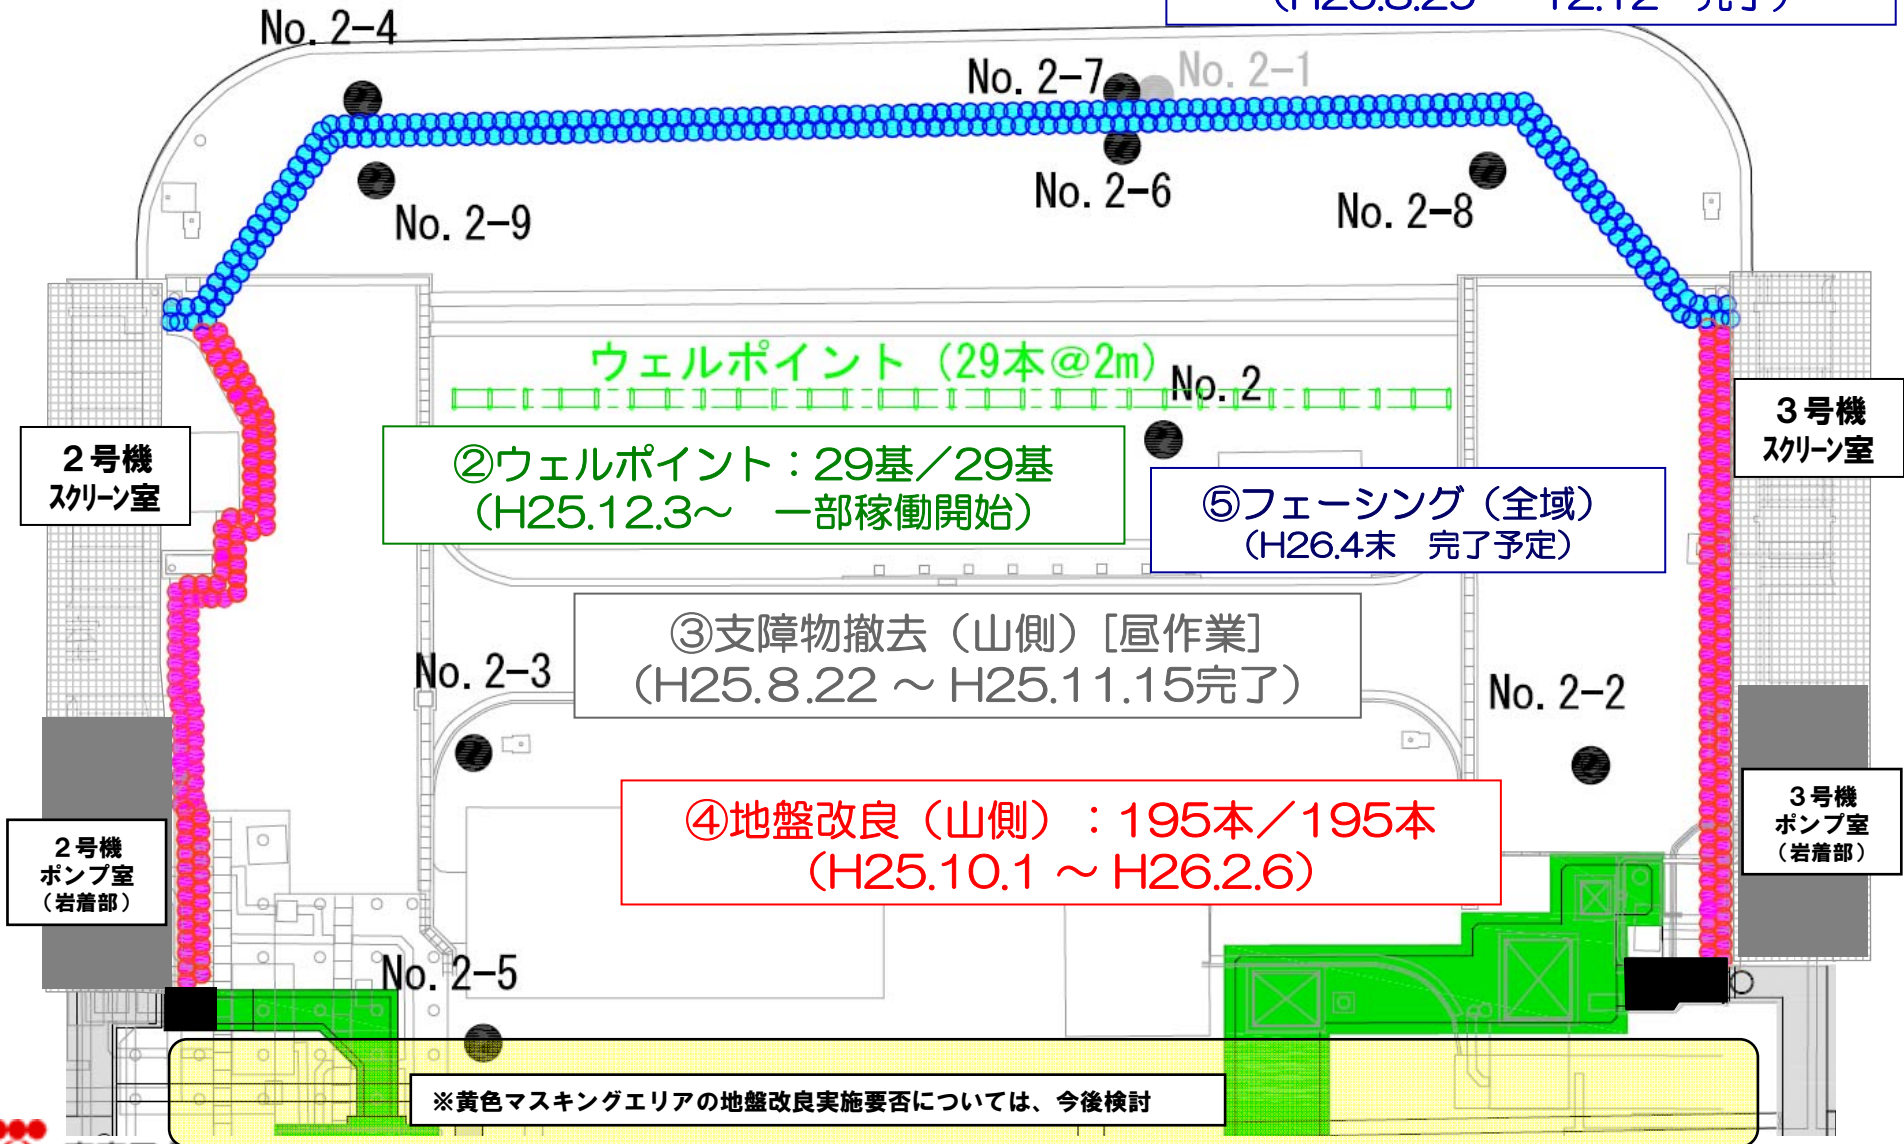 No. 2-4
No. 2-7
No. 2-1
No. 2-9
No. 2-6
No. 2-8
ウェルポイント (29本@2m)
No. 2
2号機
スクリーン室
3号機
スクリーン室
②ウェルポイント：29基／29基
（H25.12.3～　一部稼働開始）
⑤フェーシング（全域）
（H26.4末　完了予定）
③支障物撤去（山側）[昼作業]
（H25.8.22 ～ H25.11.15完了）
No. 2-3
No. 2-2
④地盤改良（山側）：195本／195本
（H25.10.1 ～ H26.2.6）
2号機
ポンプ室
（岩着部）
3号機
ポンプ室
（岩着部）
No. 2-5
※黄色マスキングエリアの地盤改良実施要否については、今後検討